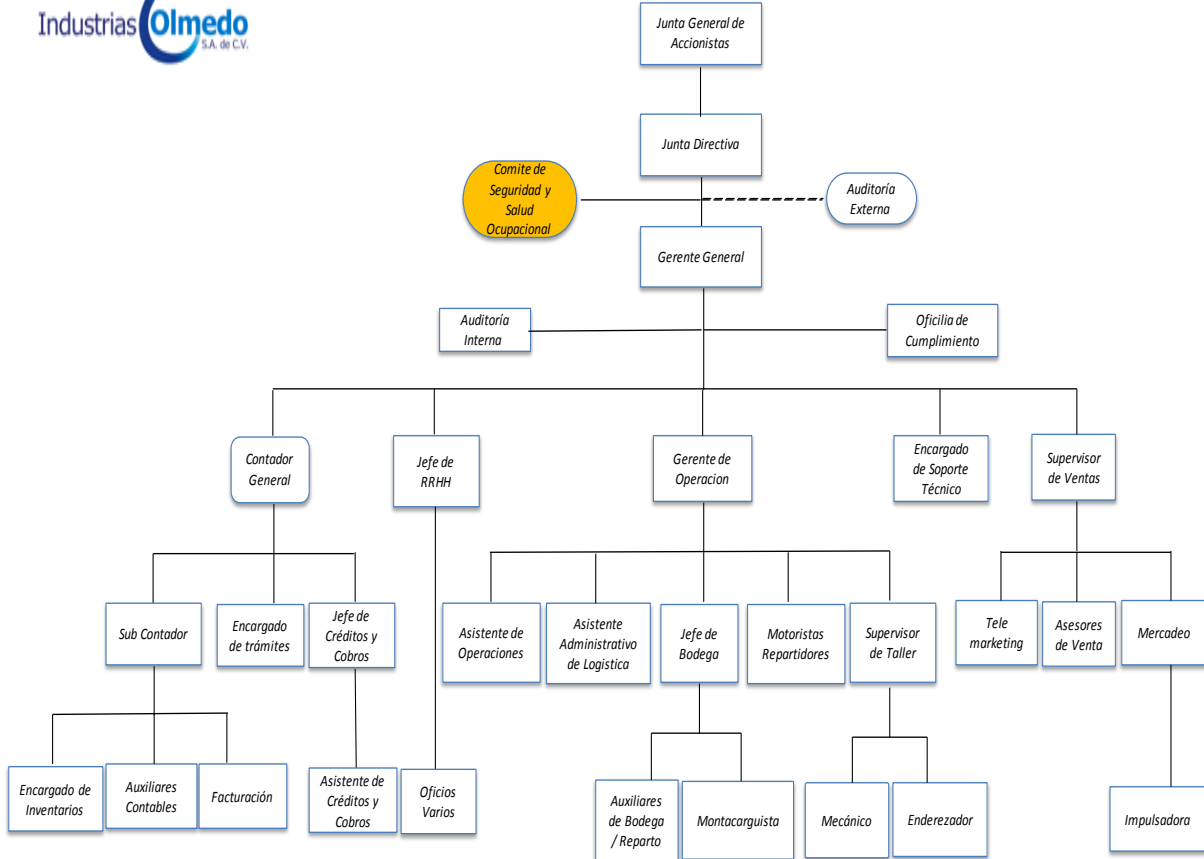 Industrias Olmedo
S.A. de C.V.
Junta General de
Accionistas
Junta Directiva
Comite de
Seguridad y
Salud
Ocupacional
Auditoría
Externa
Gerente General
Auditoría
Interna
Oficilia de
Cumplimiento
Contador
General
Jefe de
RRHH
Gerente de
Operacion
Encargado
de Soporte
Técnico
Supervisor
de Ventas
Sub Contador
Encargado
de trámites
Jefe de
Créditos y
Cobros
Asistente de
Operaciones
Asistente
Administrativo
de Logistica
Jefe de
Bodega
Motoristas
Repartidores
Supervisor
de Taller
Tele
marketing
Asesores
de Venta
Mercadeo
Encargado de
Inventarios
Auxiliares
Contables
Facturación
Asistente de
Créditos y
Cobros
Oficios
Varios
Auxiliares
de Bodega
/ Reparto
Montacarguista
Mecánico
Enderezador
Impulsadora